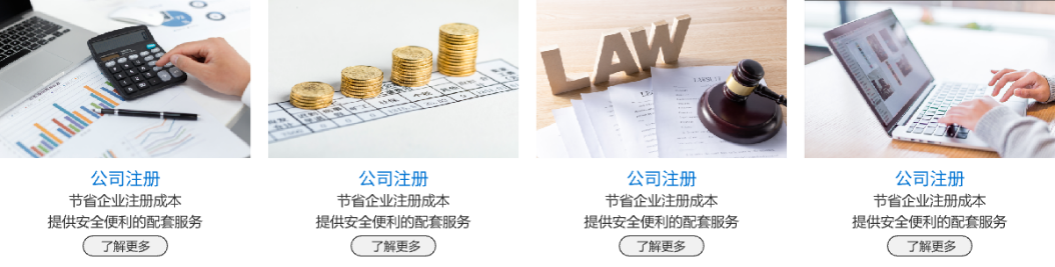 LAW
公司注册
节省企业注册成本
提供安全便利的配套服务
了解更多
公司注册
节省企业注册成本
提供安全便利的配套服务
了解更多
公司注册
节省企业注册成本
提供安全便利的配套服务
了解更多
公司注册
节省企业注册成本
提供安全便利的配套服务
了解更多